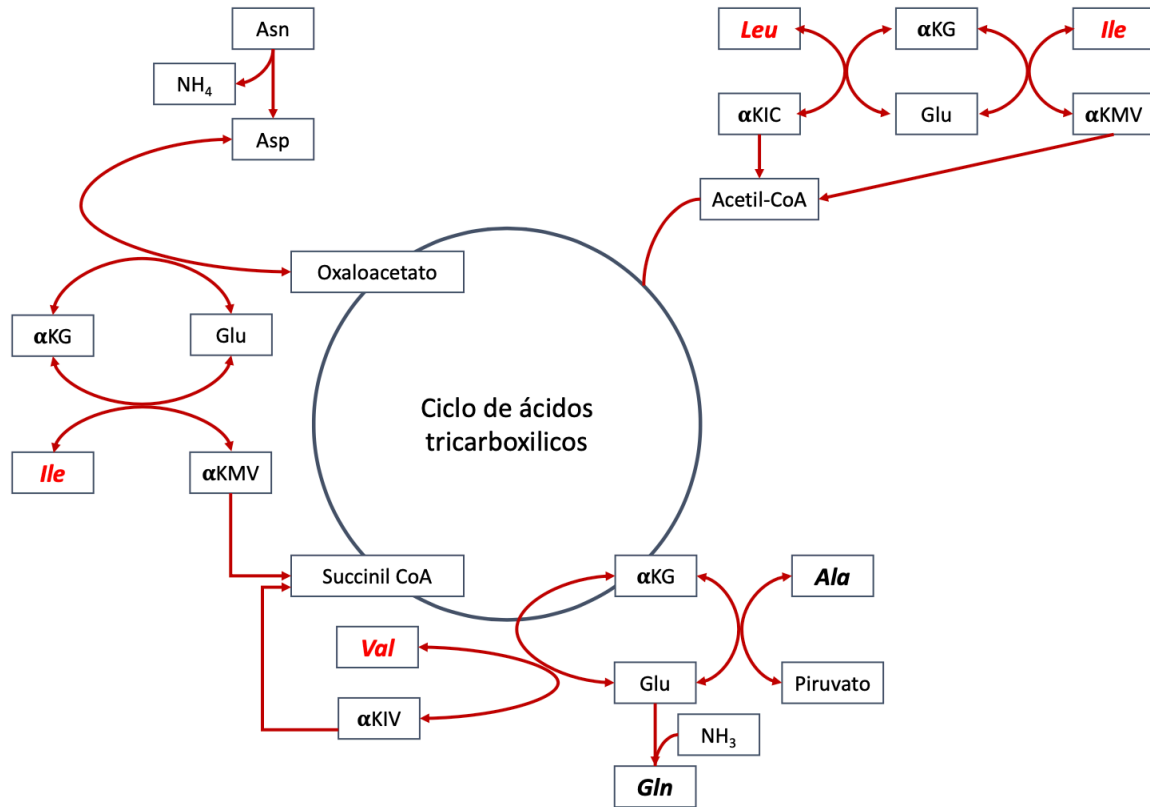 Asn
NH₄
Asp
Leu
αKG
Ile
αKIC
Glu
αKMV
Acetil-CoA
Oxaloacetato
αKG
Glu
Ciclo de ácidos
tricarboxilicos
Ile
αKMV
Succinil CoA
αKG
Ala
Val
Glu
Piruvato
αKIV
NH₃
Gln